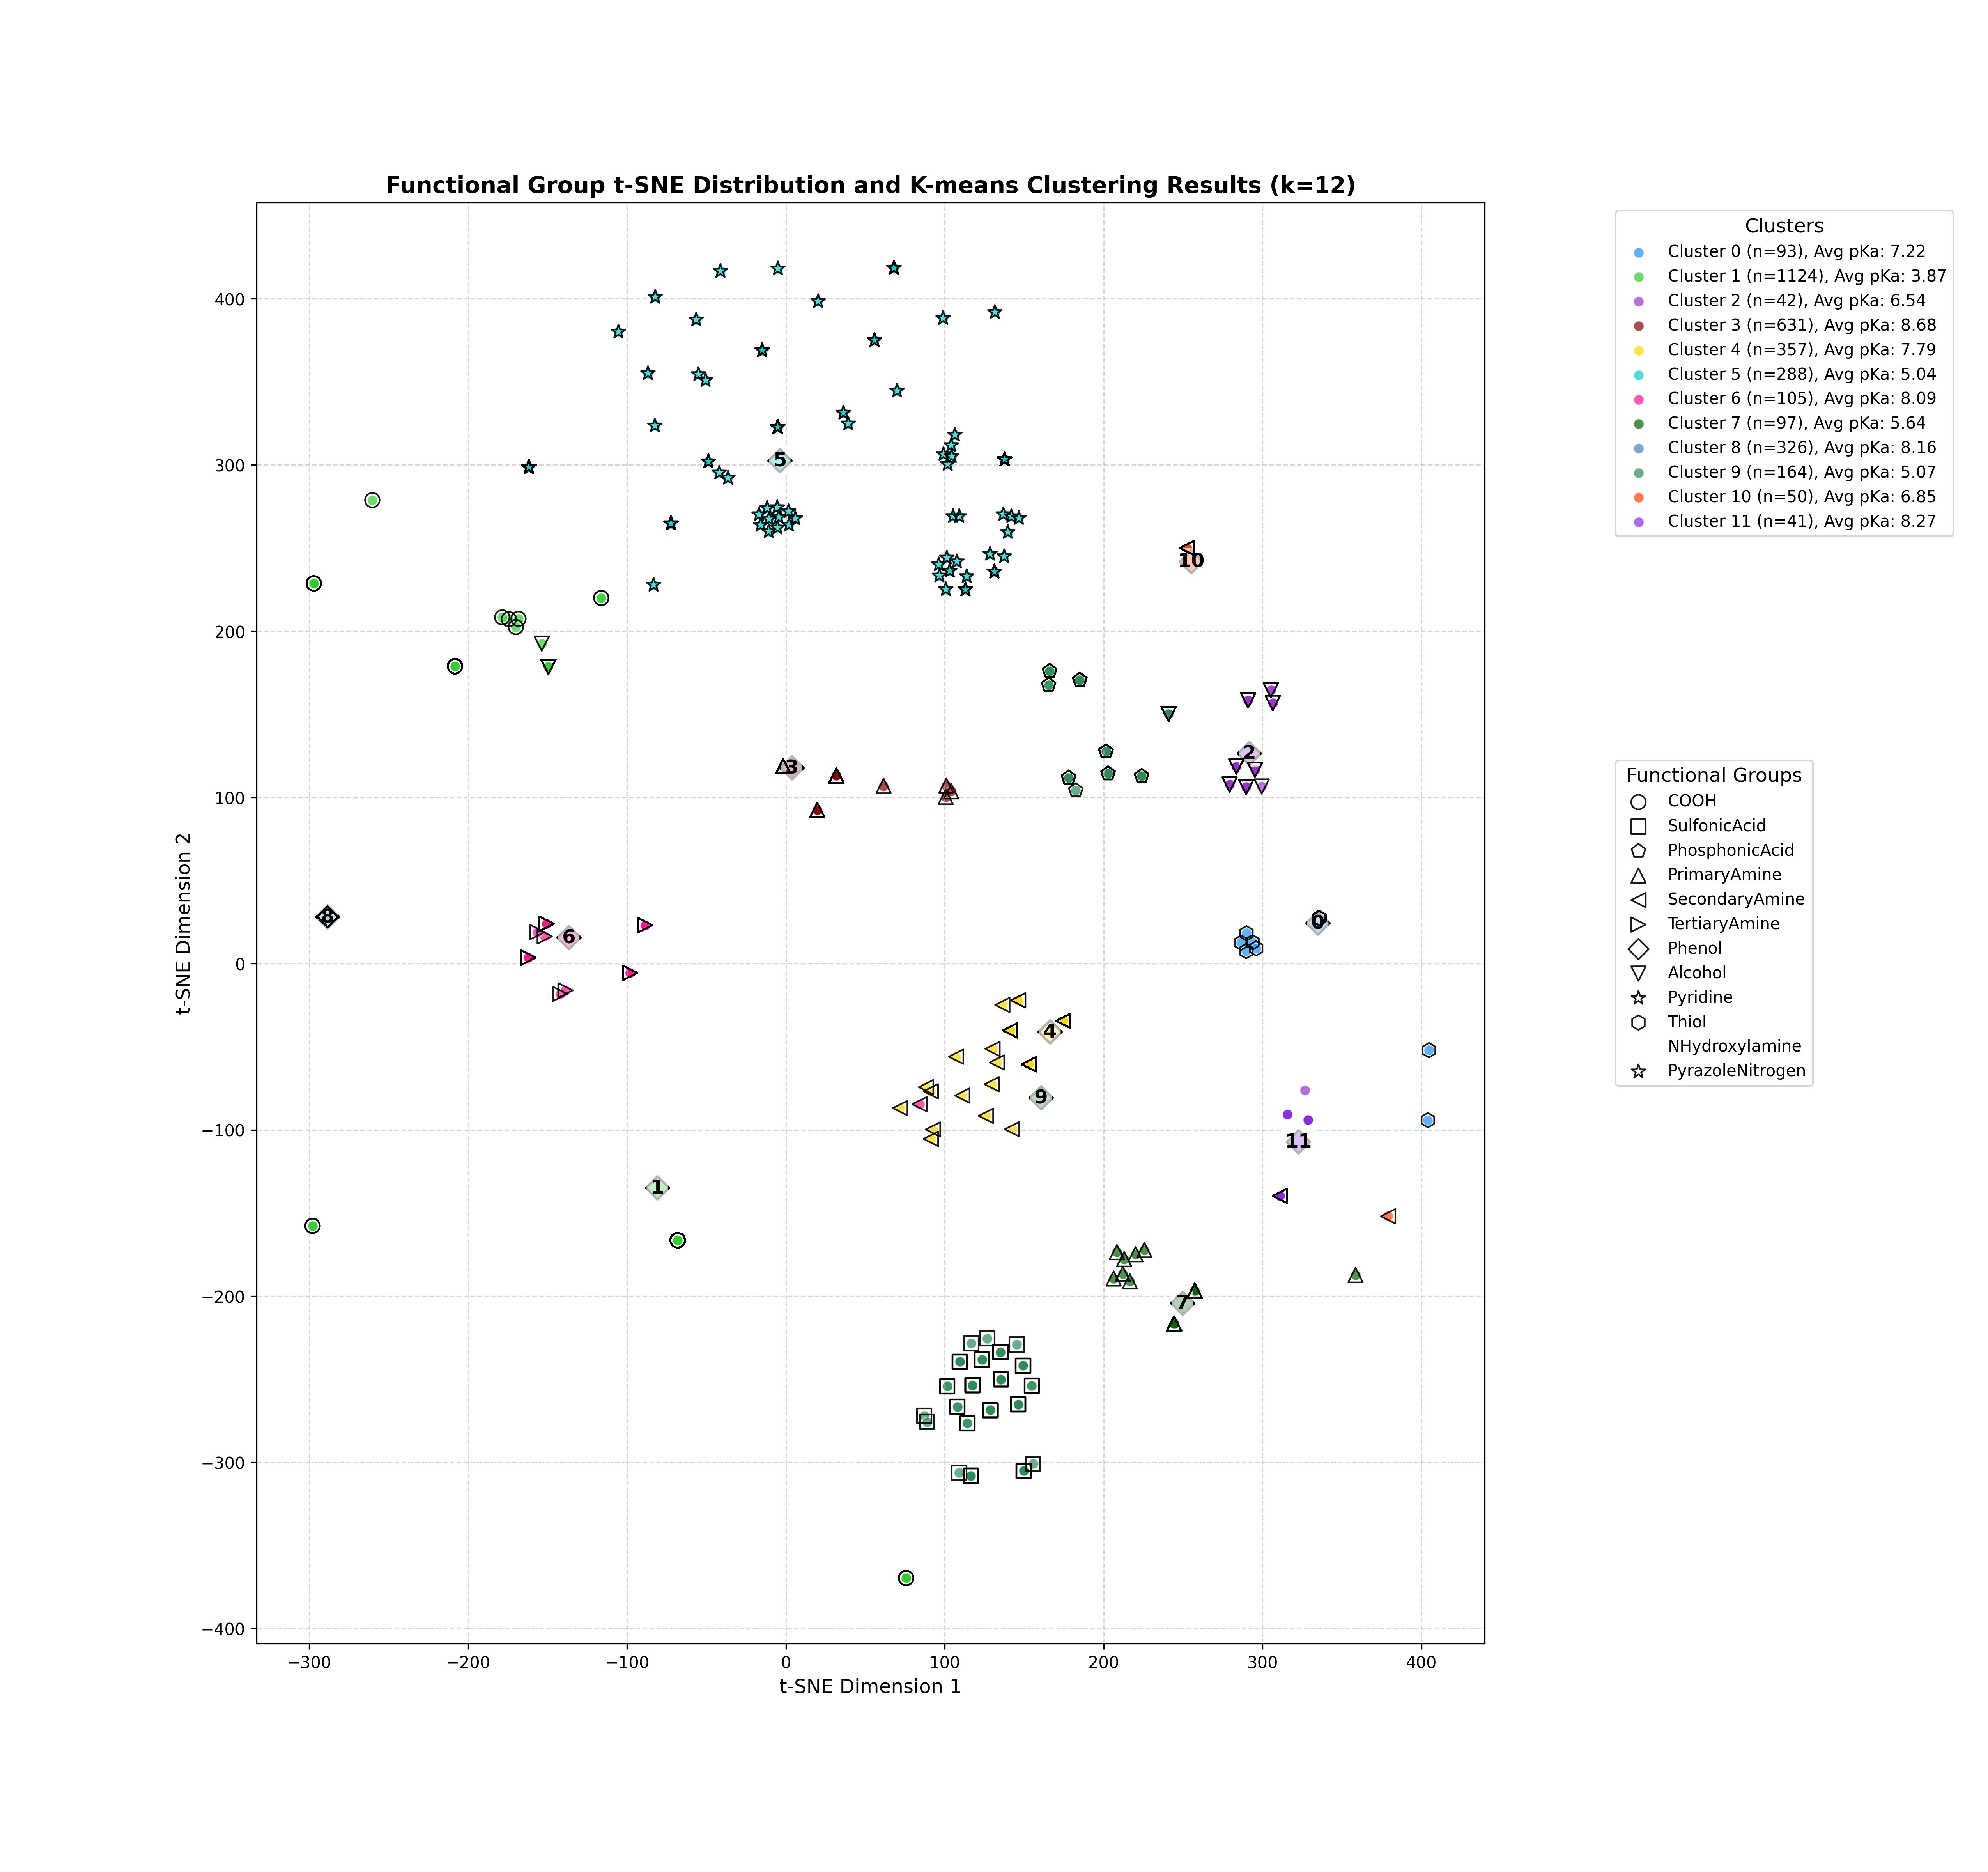 Functional Group t-SNE Distribution and K-means Clustering Results (k=12)
Clusters
Cluster 0 (n=93), Avg pKa: 7.22
Cluster 1 (n=1124), Avg pKa: 3.87
Cluster 2 (n=42), Avg pKa: 6.54
Cluster 3 (n=631), Avg pKa: 8.68
Cluster 4 (n=357), Avg pKa: 7.79
Cluster 5 (n=288), Avg pKa: 5.04
Cluster 6 (n=105), Avg pKa: 8.09
Cluster 7 (n=97), Avg pKa: 5.64
Cluster 8 (n=326), Avg pKa: 8.16
Cluster 9 (n=164), Avg pKa: 5.07
Cluster 10 (n=50), Avg pKa: 6.85
Cluster 11 (n=41), Avg pKa: 8.27
Functional Groups
COOH
SulfonicAcid
PhosphonicAcid
PrimaryAmine
SecondaryAmine
TertiaryAmine
Phenol
Alcohol
Pyridine
Thiol
NHydroxylamine
PyrazoleNitrogen
t-SNE Dimension 2
400
300
200
100
0
−100
−200
−300
−400
5
10
2
3
8
6
0
4
9
11
1
7
−300
−200
−100
0
100
200
300
400
t-SNE Dimension 1